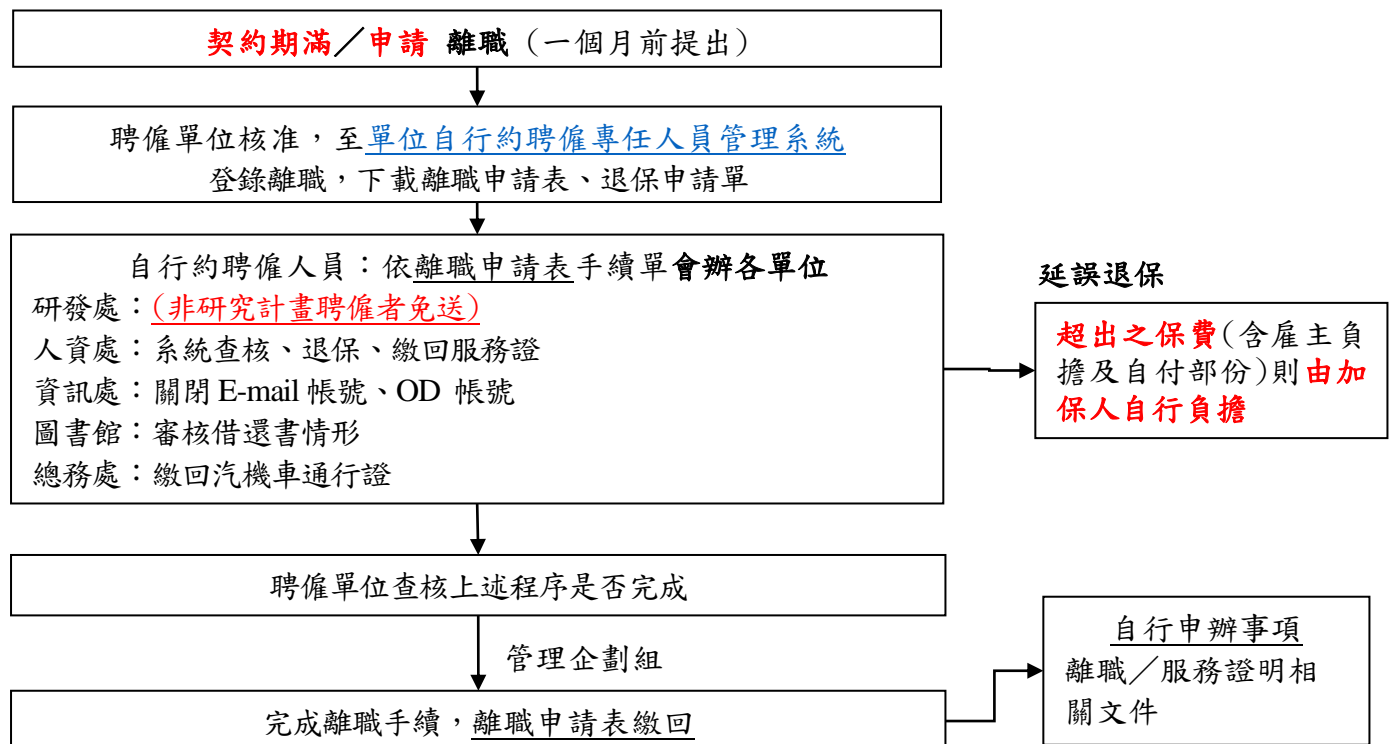 契約期滿／申請 離職（一個月前提出）
聘僱單位核准，至單位自行約聘僱專任人員管理系統
登錄離職，下載離職申請表、退保申請單
自行約聘僱人員：依離職申請表手續單會辦各單位
研發處：(非研究計畫聘僱者免送)
人資處：系統查核、退保、繳回服務證
資訊處：關閉 E-mail 帳號、OD 帳號
圖書館：審核借還書情形
總務處：繳回汽機車通行證
延誤退保
超出之保費(含雇主負
擔及自付部份)則由加
保人自行負擔
聘僱單位查核上述程序是否完成
管理企劃組
完成離職手續，離職申請表繳回
自行申辦事項
離職／服務證明相
關文件